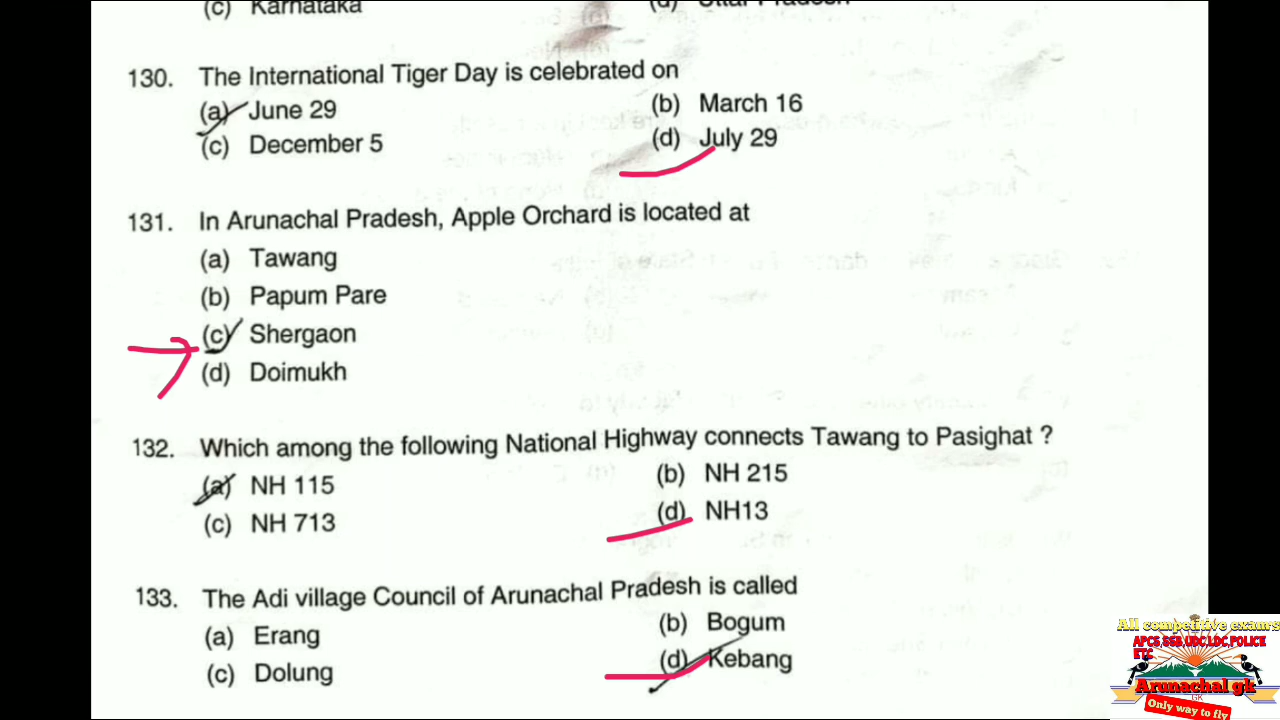 (c) Karnataka (d) Uttar Pradesh
130. The International Tiger Day is celebrated on
(a) June 29 (b) March 16
(c) December 5 (d) July 29
131. In Arunachal Pradesh, Apple Orchard is located at
(a) Tawang
(b) Papum Pare
(c) Shergaon
(d) Doimukh
132. Which among the following National Highway connects Tawang to Pasighat ?
(a) NH 115 (b) NH 215
(c) NH 713 (d) NH13
133. The Adi village Council of Arunachal Pradesh is called
(a) Erang (b) Bogum
(c) Dolung (d) Kebang
All competitive exams
APCS,SSB,UDC,LDC,POLICE
ETC
Arunachal gk
GK
Only way to fly